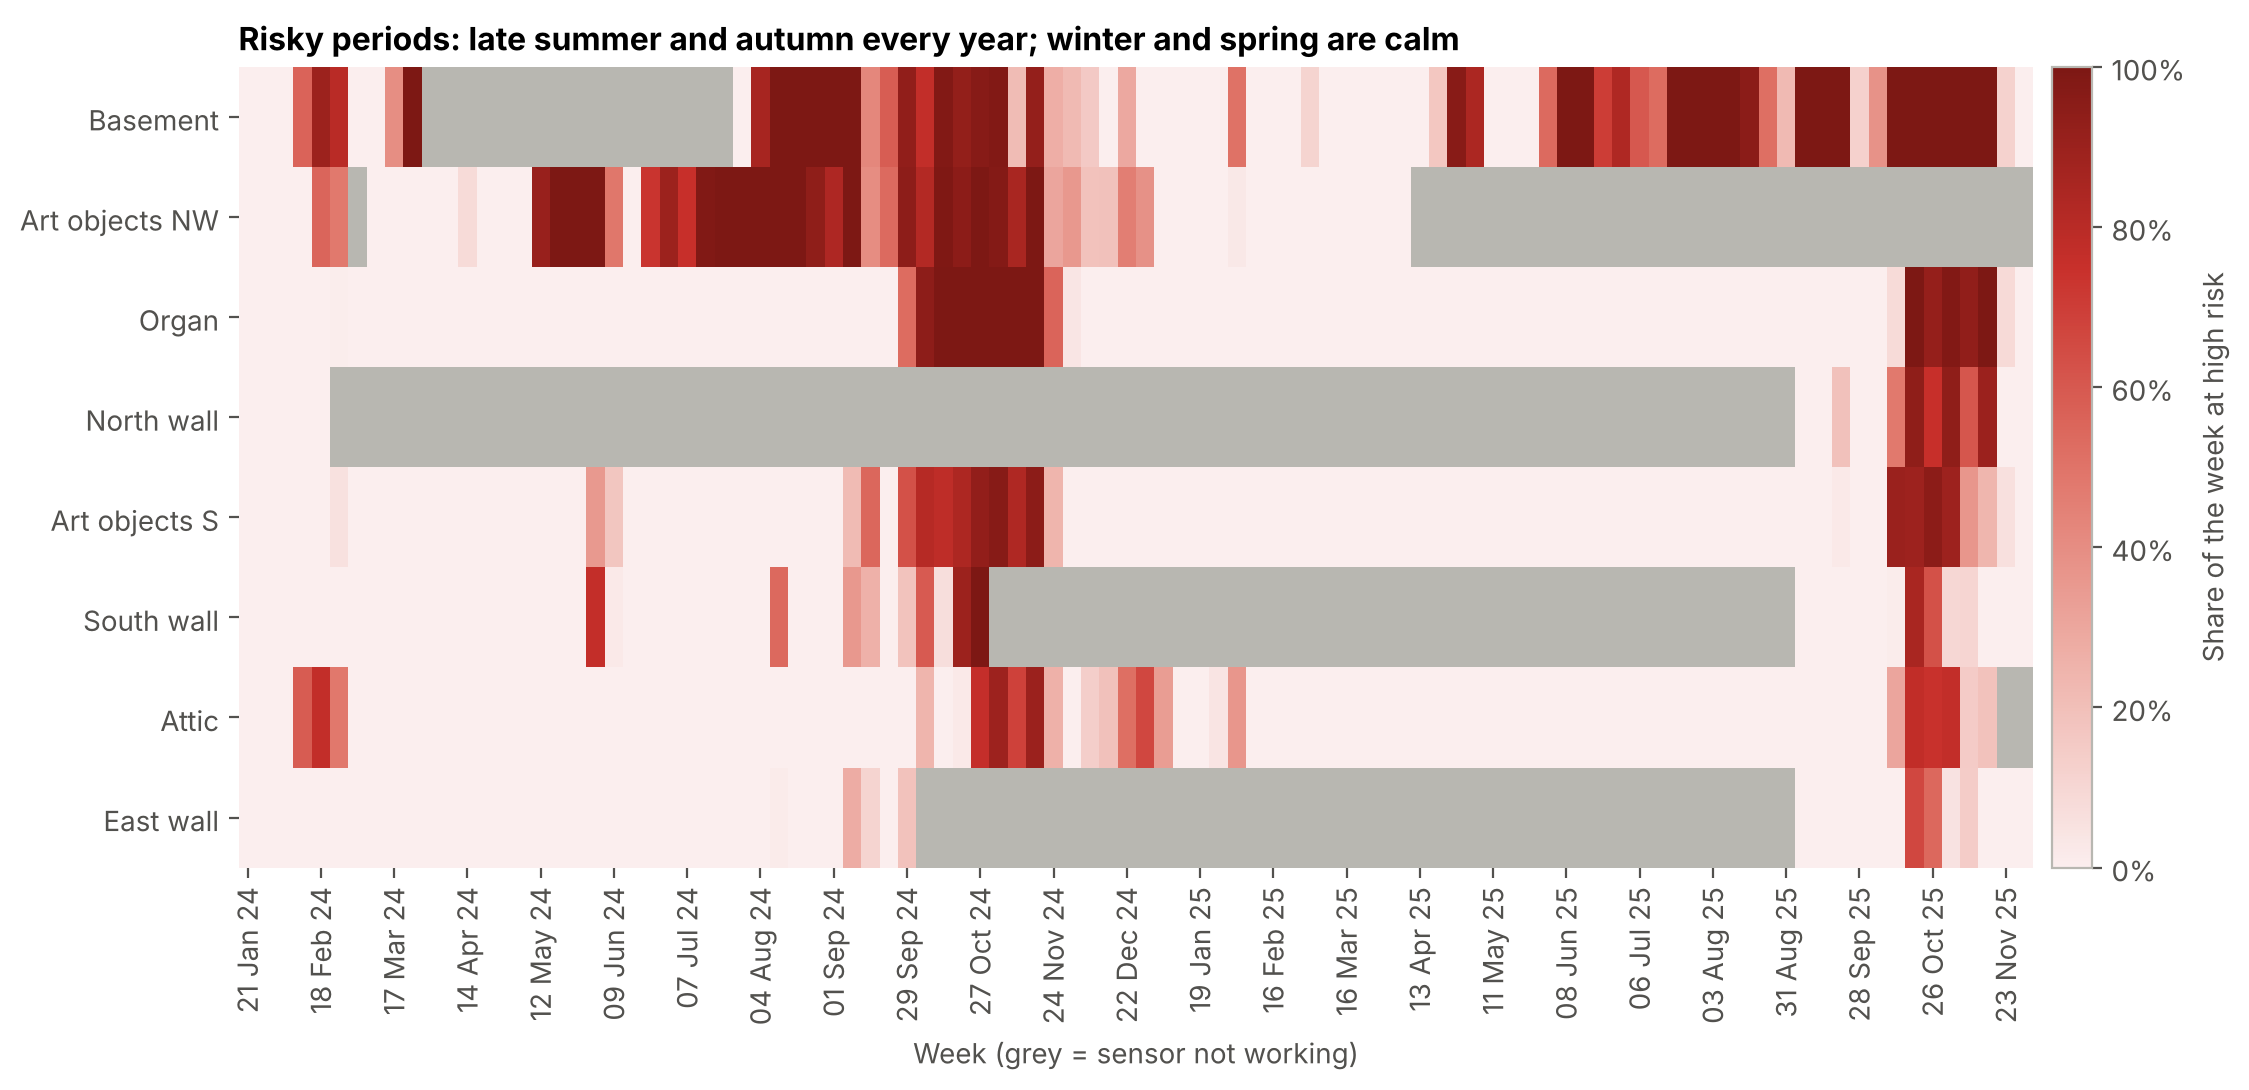 Risky periods: late summer and autumn every year; winter and spring are calm
Basement
Art objects NW
Organ
North wall
Art objects S
South wall
Attic
East wall
100%
80%
60%
40%
20%
0%
Share of the week at high risk
21 Jan 24
18 Feb 24
17 Mar 24
14 Apr 24
12 May 24
09 Jun 24
07 Jul 24
04 Aug 24
01 Sep 24
29 Sep 24
27 Oct 24
24 Nov 24
22 Dec 24
19 Jan 25
16 Feb 25
16 Mar 25
13 Apr 25
11 May 25
08 Jun 25
06 Jul 25
03 Aug 25
31 Aug 25
28 Sep 25
26 Oct 25
23 Nov 25
Week (grey = sensor not working)